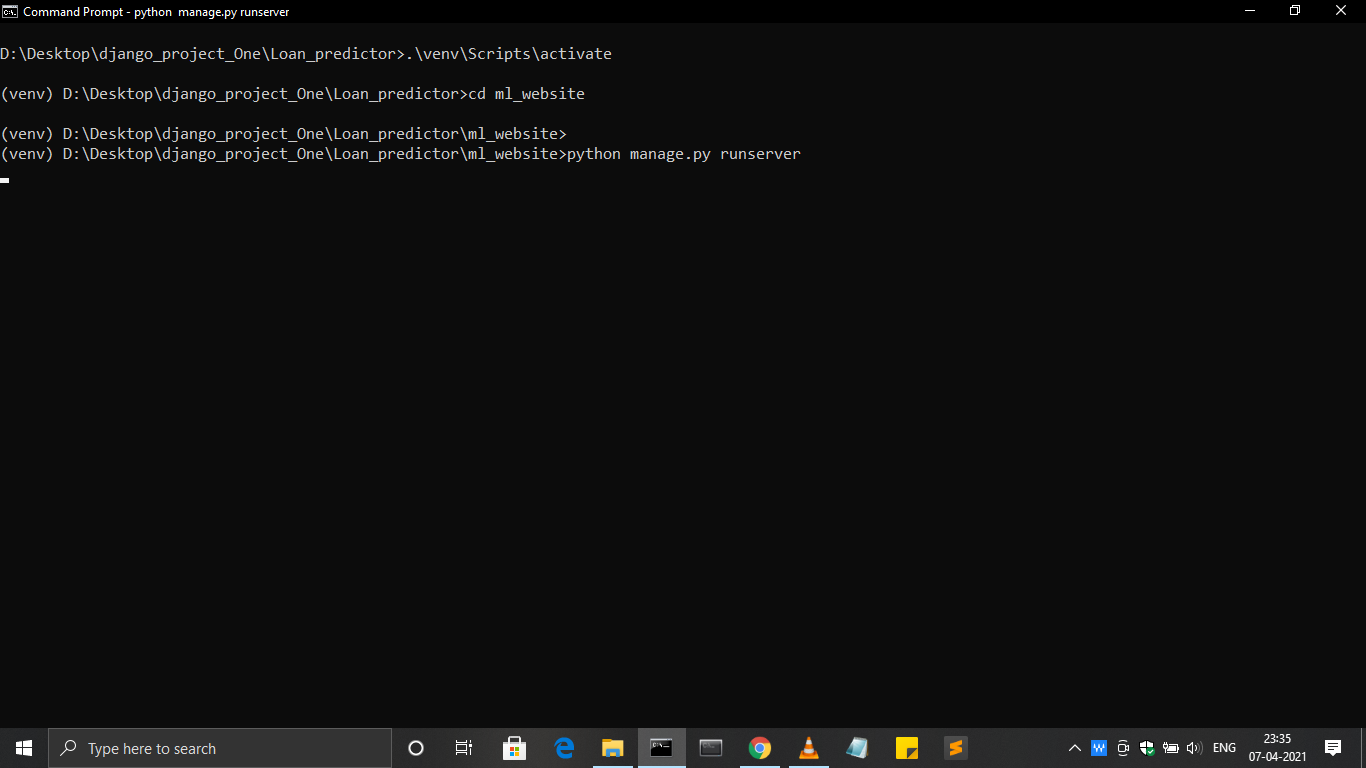 Command Prompt - python  manage.py runserver
D:\Desktop\django_project_One\Loan_predictor>.\venv\Scripts\activate
(venv) D:\Desktop\django_project_One\Loan_predictor>cd ml_website
(venv) D:\Desktop\django_project_One\Loan_predictor\ml_website>
(venv) D:\Desktop\django_project_One\Loan_predictor\ml_website>python manage.py runserver
Type here to search
ENG
23:35
07-04-2021